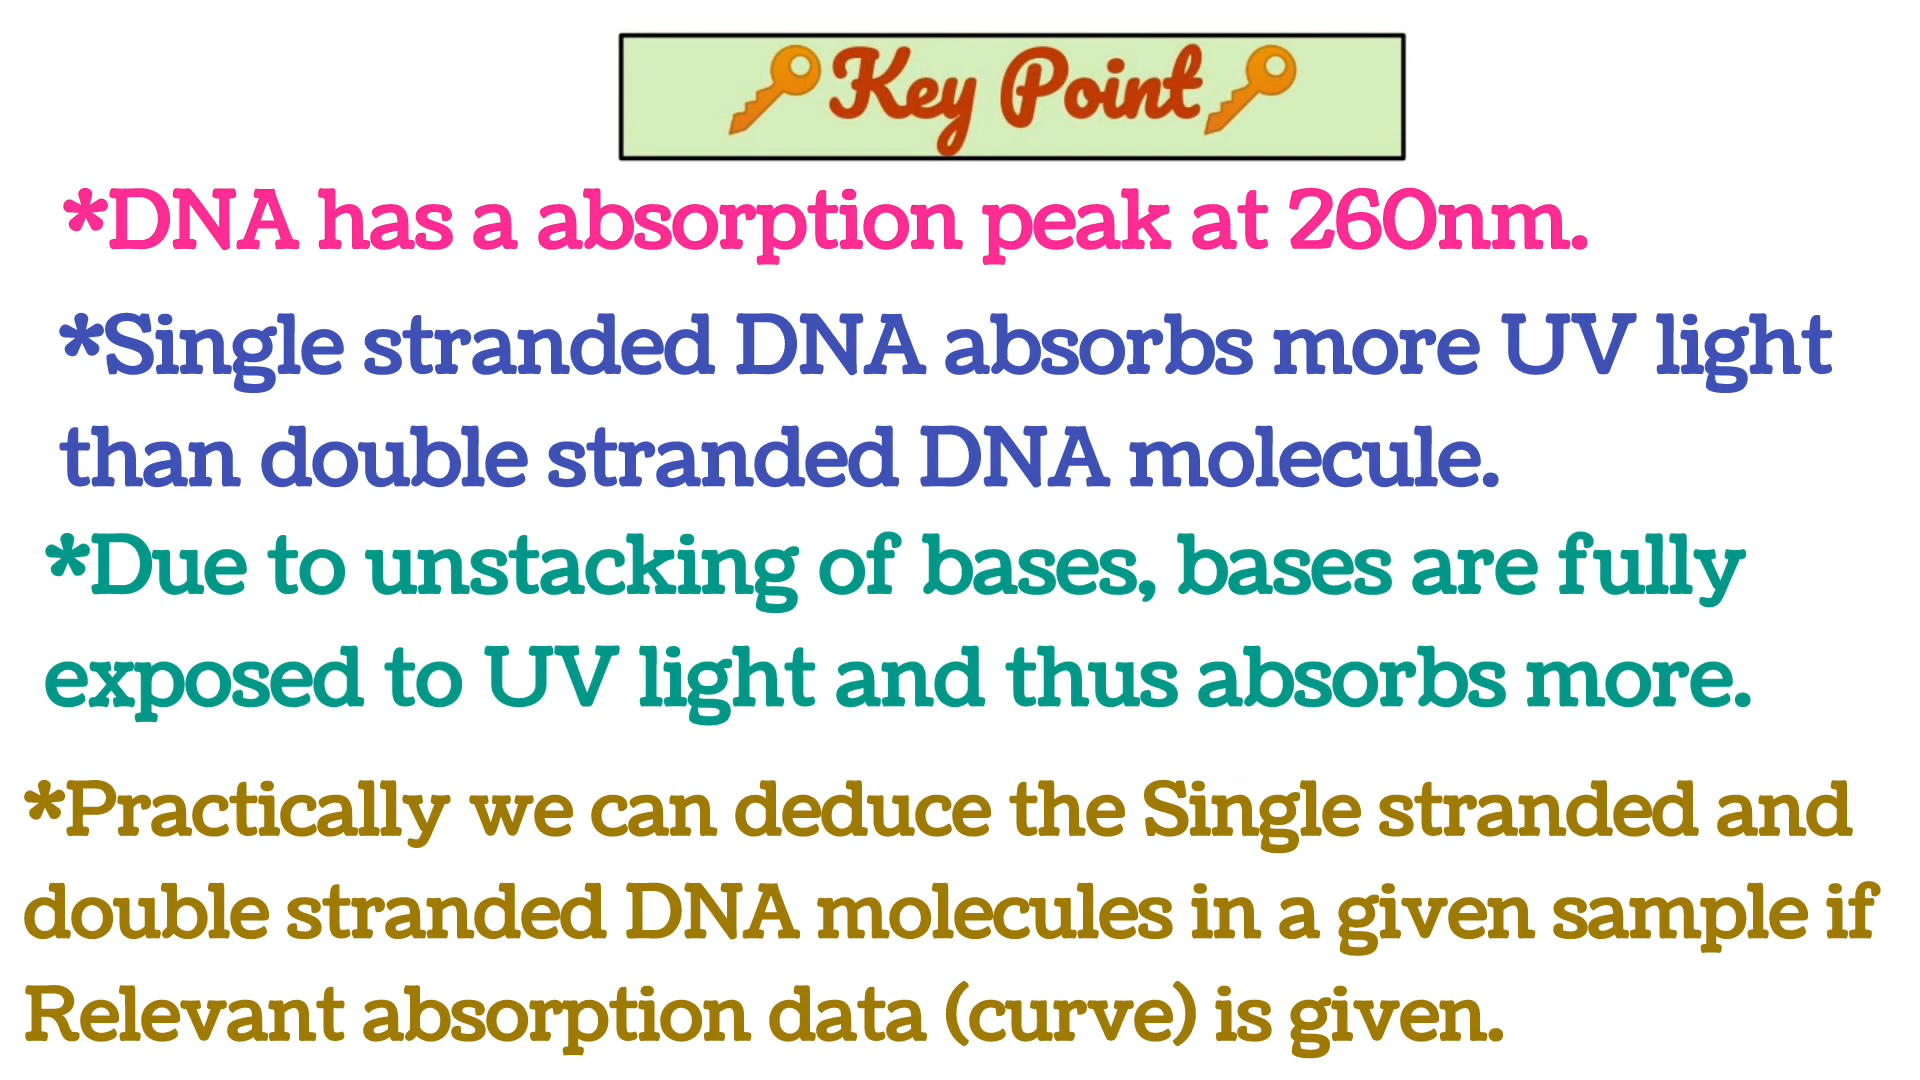 Key Point
*DNA has a absorption peak at 260nm.
*Single stranded DNA absorbs more UV light
than double stranded DNA molecule.
*Due to unstacking of bases, bases are fully
exposed to UV light and thus absorbs more.
*Practically we can deduce the Single stranded and
double stranded DNA molecules in a given sample if
Relevant absorption data (curve) is given.